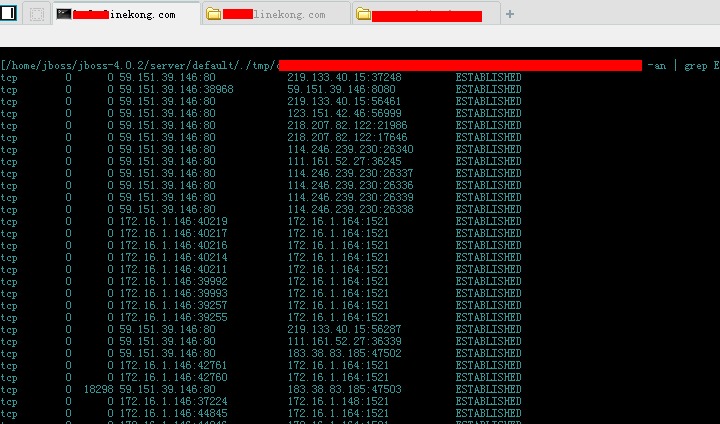 inekong.com linekong.com
[/home/jboss/jboss-4.0.2/server/default/./tmp/ -an | grep E
tcp 0 0 59.151.39.146:80 219.133.40.15:37248 ESTABLISHED
tcp 0 0 59.151.39.146:38968 59.151.39.146:8080 ESTABLISHED
tcp 0 0 59.151.39.146:80 219.133.40.15:56461 ESTABLISHED
tcp 0 0 59.151.39.146:80 123.151.42.46:56999 ESTABLISHED
tcp 0 0 59.151.39.146:80 218.207.82.122:21986 ESTABLISHED
tcp 0 0 59.151.39.146:80 218.207.82.122:17646 ESTABLISHED
tcp 0 0 59.151.39.146:80 114.246.239.230:26340 ESTABLISHED
tcp 0 0 59.151.39.146:80 111.161.52.27:36245 ESTABLISHED
tcp 0 0 59.151.39.146:80 114.246.239.230:26337 ESTABLISHED
tcp 0 0 59.151.39.146:80 114.246.239.230:26336 ESTABLISHED
tcp 0 0 59.151.39.146:80 114.246.239.230:26339 ESTABLISHED
tcp 0 0 59.151.39.146:80 114.246.239.230:26338 ESTABLISHED
tcp 0 0 172.16.1.146:40219 172.16.1.164:1521 ESTABLISHED
tcp 0 0 172.16.1.146:40217 172.16.1.164:1521 ESTABLISHED
tcp 0 0 172.16.1.146:40216 172.16.1.164:1521 ESTABLISHED
tcp 0 0 172.16.1.146:40214 172.16.1.164:1521 ESTABLISHED
tcp 0 0 172.16.1.146:40211 172.16.1.164:1521 ESTABLISHED
tcp 0 0 172.16.1.146:39992 172.16.1.164:1521 ESTABLISHED
tcp 0 0 172.16.1.146:39993 172.16.1.164:1521 ESTABLISHED
tcp 0 0 172.16.1.146:39257 172.16.1.164:1521 ESTABLISHED
tcp 0 0 172.16.1.146:39255 172.16.1.164:1521 ESTABLISHED
tcp 0 0 59.151.39.146:80 219.133.40.15:56287 ESTABLISHED
tcp 0 0 59.151.39.146:80 111.161.52.27:36339 ESTABLISHED
tcp 0 0 59.151.39.146:80 183.38.83.185:47502 ESTABLISHED
tcp 0 0 172.16.1.146:42761 172.16.1.164:1521 ESTABLISHED
tcp 0 0 172.16.1.146:42760 172.16.1.164:1521 ESTABLISHED
tcp 0 18298 59.151.39.146:80 183.38.83.185:47503 ESTABLISHED
tcp 0 0 172.16.1.146:37224 172.16.1.148:1521 ESTABLISHED
tcp 0 0 172.16.1.146:44845 172.16.1.164:1521 ESTABLISHED